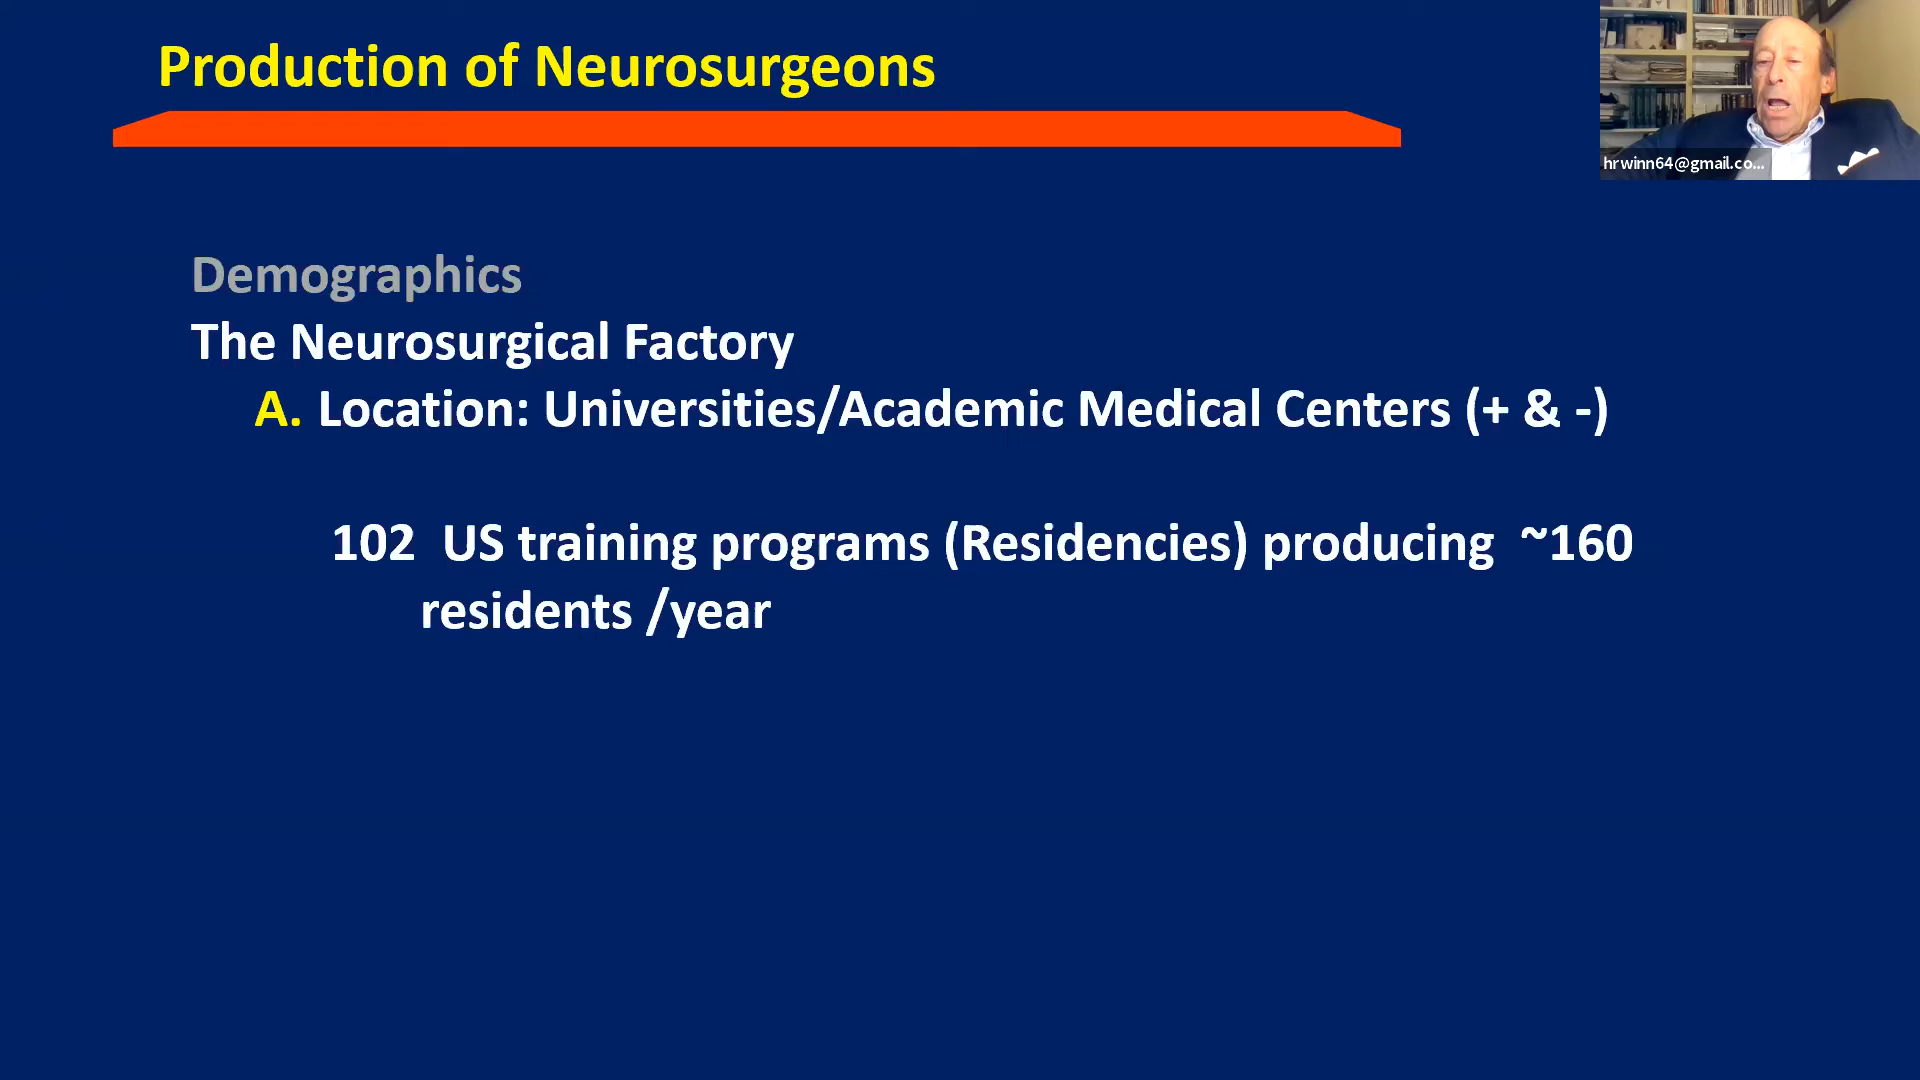 Production of Neurosurgeons
hrwinn64@gmail.co...
Demographics
The Neurosurgical Factory
A. Location: Universities/Academic Medical Centers (+ & -)
102 US training programs (Residencies) producing ~160
residents /year